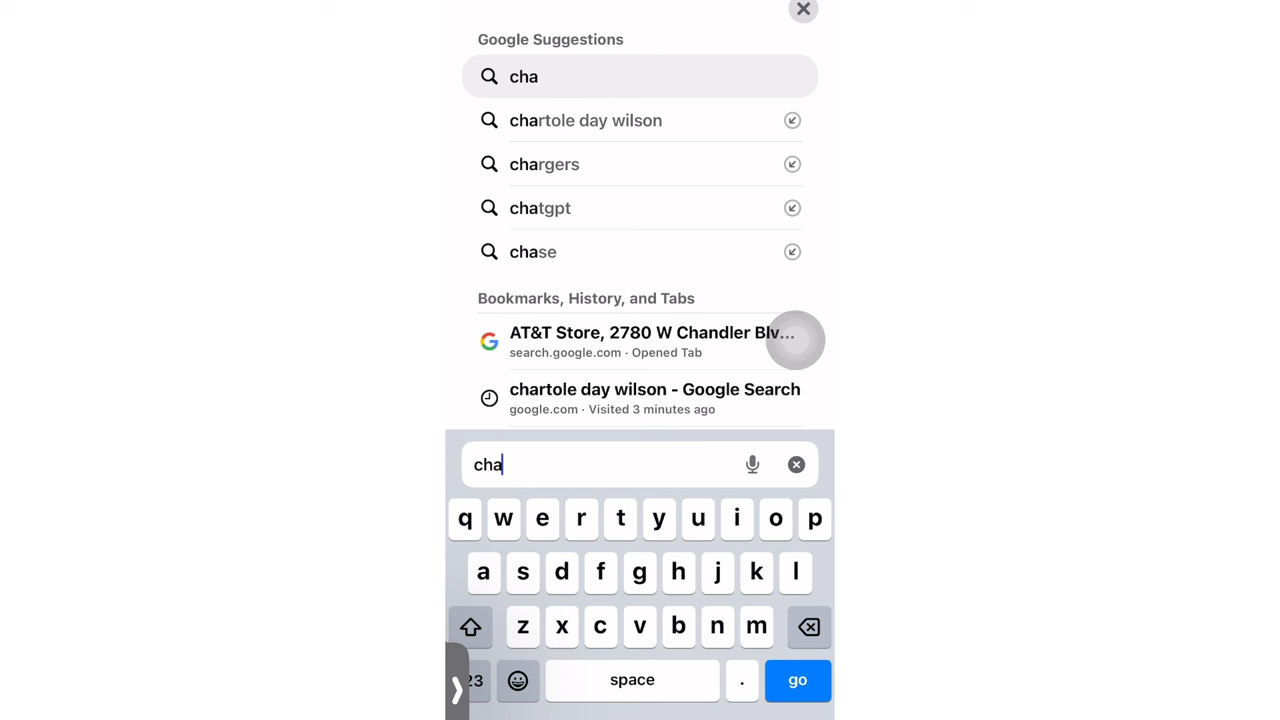 Google Suggestions
cha
chartole day wilson
chargers
chatgpt
chase
Bookmarks, History, and Tabs
AT&T Store, 2780 W Chandler Blv...
search.google.com · Opened Tab
chartole day wilson - Google Search
google.com · Visited 3 minutes ago
cha
q w e r t y u i o p
a s d f g h j k l
z x c v b n m
23 space . go